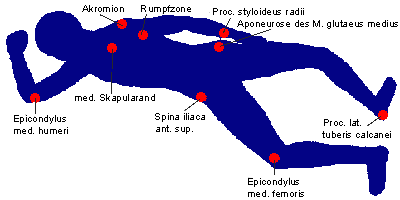 Akromion
Rumpfzone
Proc. styloideus radii
Aponeurose des M. glutaeus medius
med. Skapularand
Epicondylus
med. humeri
Spina iliaca
ant. sup.
Proc. lat.
tuberis calcanei
Epicondylus
med. femoris